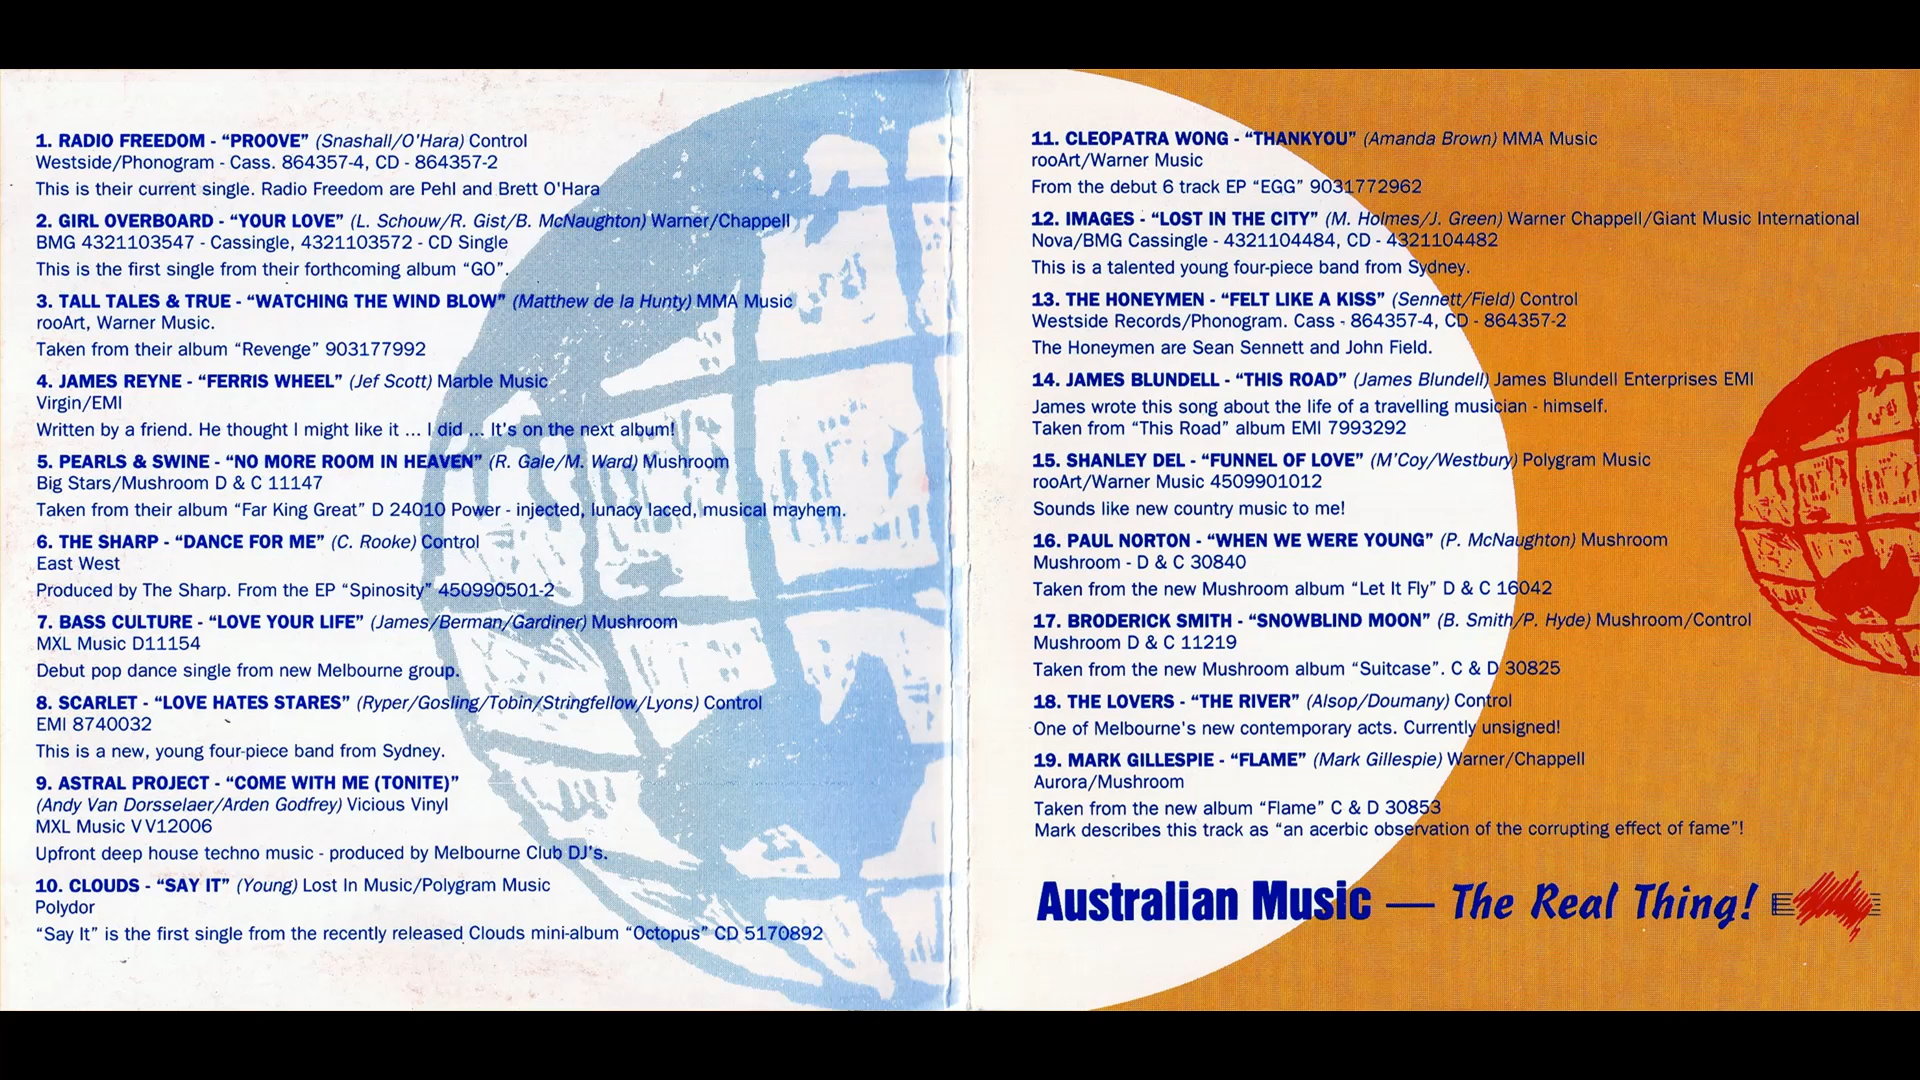 1. RADIO FREEDOM - “PROOVE” (Snashall/O'Hara) Control
Westside/Phonogram - Cass. 864357-4, CD - 864357-2
This is their current single. Radio Freedom are Pehl and Brett O'Hara
2. GIRL OVERBOARD - “YOUR LOVE” (L. Schouw/R. Gist/B. McNaughton) Warner/Chappell
BMG 4321103547 - Cassingle, 4321103572 - CD Single
This is the first single from their forthcoming album “GO”.
3. TALL TALES & TRUE - “WATCHING THE WIND BLOW” (Matthew de la Hunty) MMA Music
rooArt, Warner Music.
Taken from their album “Revenge” 903177992
4. JAMES REYNE - “FERRIS WHEEL” (Jef Scott) Marble Music
Virgin/EMI
Written by a friend. He thought I might like it ... I did ... It's on the next album!
5. PEARLS & SWINE - “NO MORE ROOM IN HEAVEN” (R. Gale/M. Ward) Mushroom
Big Stars/Mushroom D & C 11147
Taken from their album “Far King Great” D 24010 Power - injected, lunacy laced, musical mayhem.
6. THE SHARP - “DANCE FOR ME” (C. Rooke) Control
East West
Produced by The Sharp. From the EP “Spinosity” 450990501-2
7. BASS CULTURE - “LOVE YOUR LIFE” (James/Berman/Gardiner) Mushroom
MXL Music D11154
Debut pop dance single from new Melbourne group.
8. SCARLET - “LOVE HATES STARES” (Ryper/Gosling/Tobin/Stringfellow/Lyons) Control
EMI 8740032
This is a new, young four-piece band from Sydney.
9. ASTRAL PROJECT - “COME WITH ME (TONITE)”
(Andy Van Dorsselaer/Arden Godfrey) Vicious Vinyl
MXL Music V V12006
Upfront deep house techno music - produced by Melbourne Club DJ's.
10. CLOUDS - “SAY IT” (Young) Lost In Music/Polygram Music
Polydor
“Say It” is the first single from the recently released Clouds mini-album “Octopus” CD 5170892
11. CLEOPATRA WONG - “THANKYOU” (Amanda Brown) MMA Music
rooArt/Warner Music
From the debut 6 track EP “EGG” 9031772962
12. IMAGES - “LOST IN THE CITY” (M. Holmes/J. Green) Warner Chappell/Giant Music International
Nova/BMG Cassingle - 4321104484, CD - 4321104482
This is a talented young four-piece band from Sydney.
13. THE HONEYMEN - “FELT LIKE A KISS” (Sennett/Field) Control
Westside Records/Phonogram. Cass - 864357-4, CD - 864357-2
The Honeymen are Sean Sennett and John Field.
14. JAMES BLUNDELL - “THIS ROAD” (James Blundell) James Blundell Enterprises EMI
James wrote this song about the life of a travelling musician - himself.
Taken from “This Road” album EMI 7993292
15. SHANLEY DEL - “FUNNEL OF LOVE” (M'Coy/Westbury) Polygram Music
rooArt/Warner Music 4509901012
Sounds like new country music to me!
16. PAUL NORTON - “WHEN WE WERE YOUNG” (P. McNaughton) Mushroom
Mushroom - D & C 30840
Taken from the new Mushroom album “Let It Fly” D & C 16042
17. BRODERICK SMITH - “SNOWBLIND MOON” (B. Smith/P. Hyde) Mushroom/Control
Mushroom D & C 11219
Taken from the new Mushroom album “Suitcase”. C & D 30825
18. THE LOVERS - “THE RIVER” (Alsop/Doumany) Control
One of Melbourne's new contemporary acts. Currently unsigned!
19. MARK GILLESPIE - “FLAME” (Mark Gillespie) Warner/Chappell
Aurora/Mushroom
Taken from the new album “Flame” C & D 30853
Mark describes this track as “an acerbic observation of the corrupting effect of fame”!
Australian Music — The Real Thing!